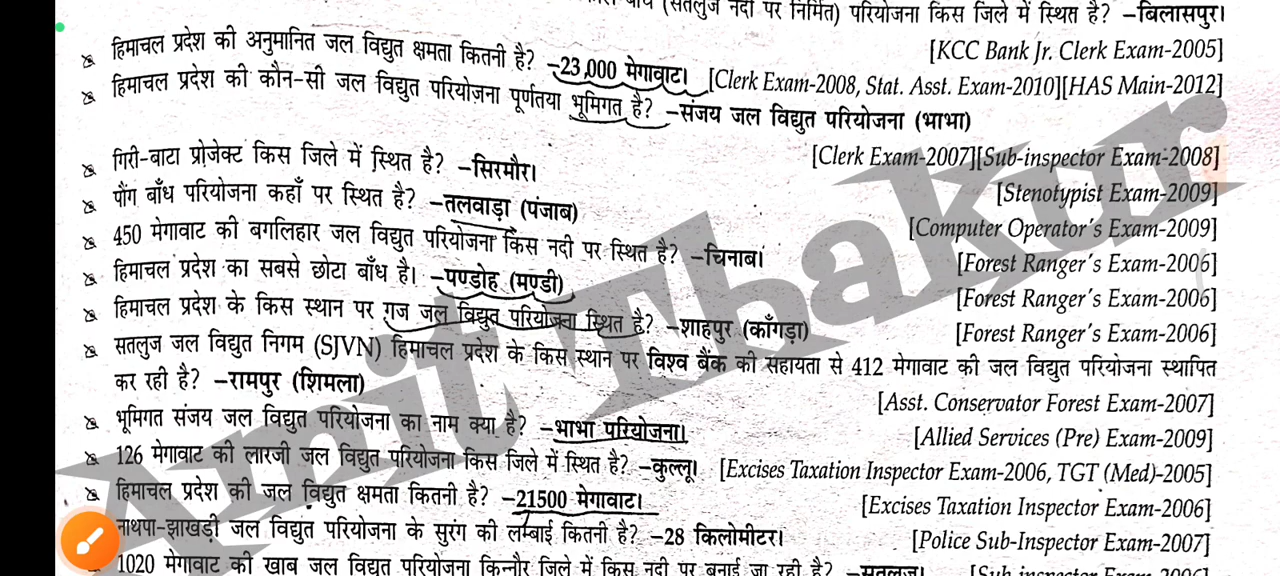 बाँध (सतलुज नदी पर निर्मित) परियोजना किस जिले में स्थित है? –बिलासपुर।
[KCC Bank Jr. Clerk Exam-2005]
हिमाचल प्रदेश की अनुमानित जल विद्युत क्षमता कितनी है? –23,000 मेगावाट। [Clerk Exam-2008, Stat. Asst. Exam-2010][HAS Main-2012]
हिमाचल प्रदेश की कौन-सी जल विद्युत परियोजना पूर्णतया भूमिगत है? –संजय जल विद्युत परियोजना (भाभा)
[Clerk Exam-2007][Sub-inspector Exam-2008]
गिरी-बाटा प्रोजेक्ट किस जिले में स्थित है? –सिरमौर। [Stenotypist Exam-2009]
पौंग बाँध परियोजना कहाँ पर स्थित है? –तलवाड़ा (पंजाब) [Computer Operator's Exam-2009]
450 मेगावाट की बगलिहार जल विद्युत परियोजना किस नदी पर स्थित है? –चिनाब। [Forest Ranger's Exam-2006]
हिमाचल प्रदेश का सबसे छोटा बाँध है। –पण्डोह (मण्डी) [Forest Ranger's Exam-2006]
हिमाचल प्रदेश के किस स्थान पर गज जल विद्युत परियोजना स्थित है? –शाहपुर (काँगड़ा) [Forest Ranger's Exam-2006]
सतलुज जल विद्युत निगम (SJVN) हिमाचल प्रदेश के किस स्थान पर विश्व बैंक की सहायता से 412 मेगावाट की जल विद्युत परियोजना स्थापित
कर रही है? –रामपुर (शिमला) [Asst. Conservator Forest Exam-2007]
भूमिगत संजय जल विद्युत परियोजना का नाम क्या है? –भाभा परियोजना। [Allied Services (Pre) Exam-2009]
126 मेगावाट की लारजी जल विद्युत परियोजना किस जिले में स्थित है? –कुल्लू। [Excises Taxation Inspector Exam-2006, TGT (Med)-2005]
हिमाचल प्रदेश की जल विद्युत क्षमता कितनी है? –21500 मेगावाट। [Excises Taxation Inspector Exam-2006]
नाथपा-झाखड़ी जल विद्युत परियोजना के सुरंग की लम्बाई कितनी है? –28 किलोमीटर। [Police Sub-Inspector Exam-2007]
1020 मेगावाट की खाब जल विद्युत परियोजना किन्नौर जिले में किस नदी पर बनाई जा रही है? –सतलुज।
Amit Thakur